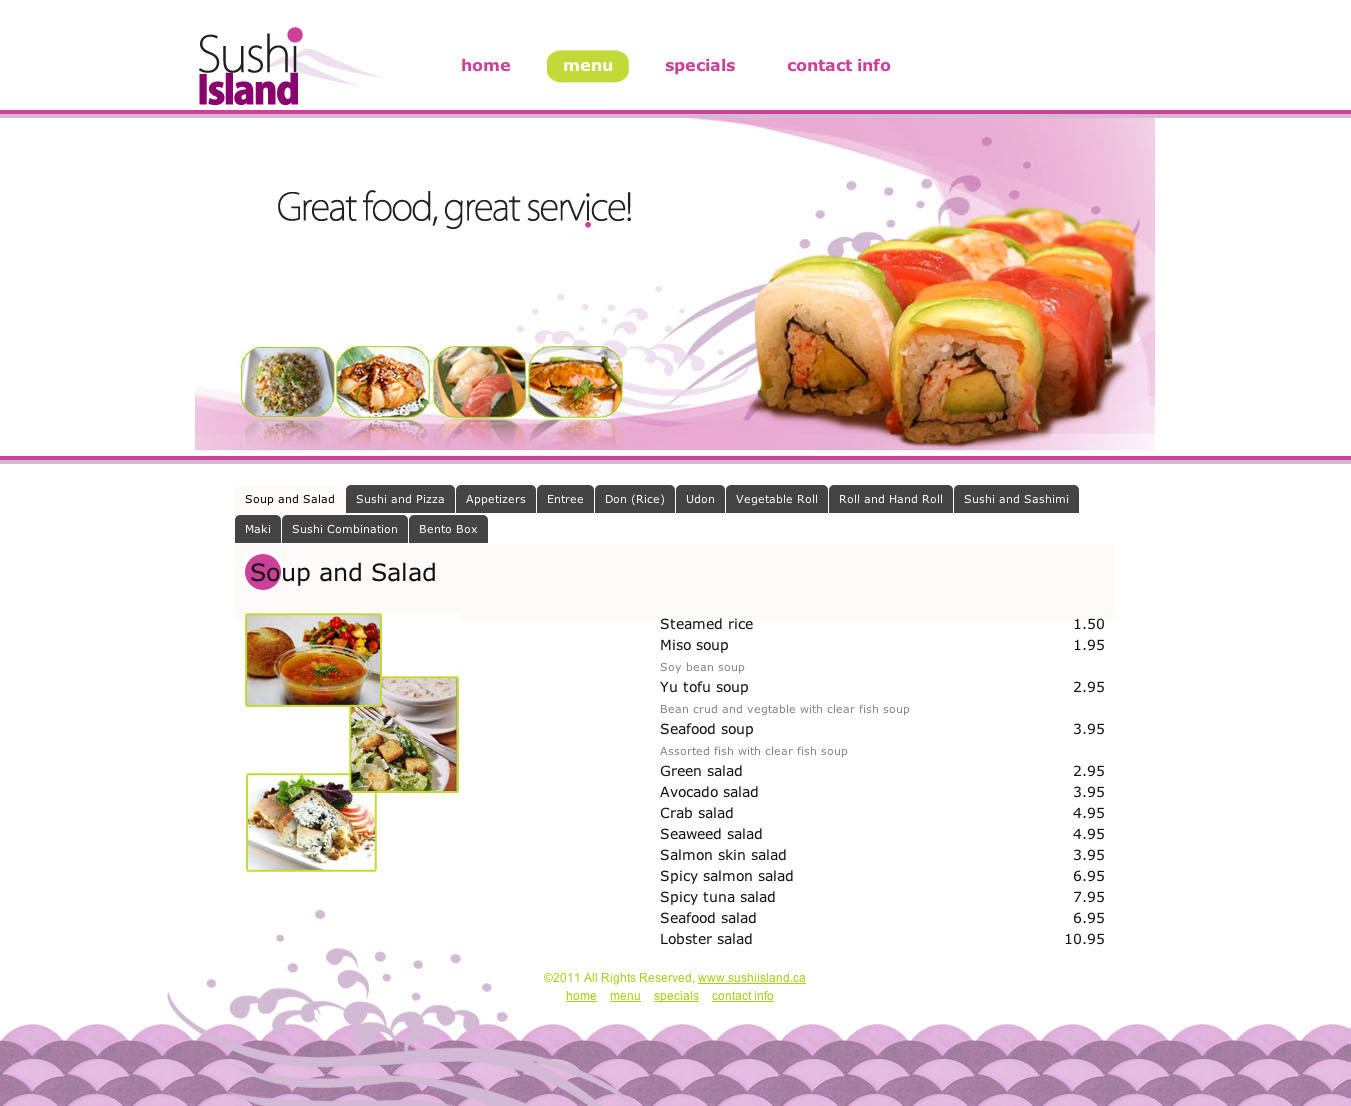 Sushi
Island
home menu specials contact info
Great food, great service!
Soup and Salad Sushi and Pizza Appetizers Entree Don (Rice) Udon Vegetable Roll Roll and Hand Roll Sushi and Sashimi
Maki Sushi Combination Bento Box
Soup and Salad
Steamed rice 1.50
Miso soup 1.95
Soy bean soup
Yu tofu soup 2.95
Bean crud and vegtable with clear fish soup
Seafood soup 3.95
Assorted fish with clear fish soup
Green salad 2.95
Avocado salad 3.95
Crab salad 4.95
Seaweed salad 4.95
Salmon skin salad 3.95
Spicy salmon salad 6.95
Spicy tuna salad 7.95
Seafood salad 6.95
Lobster salad 10.95
©2011 All Rights Reserved, www.sushiisland.ca
home menu specials contact info